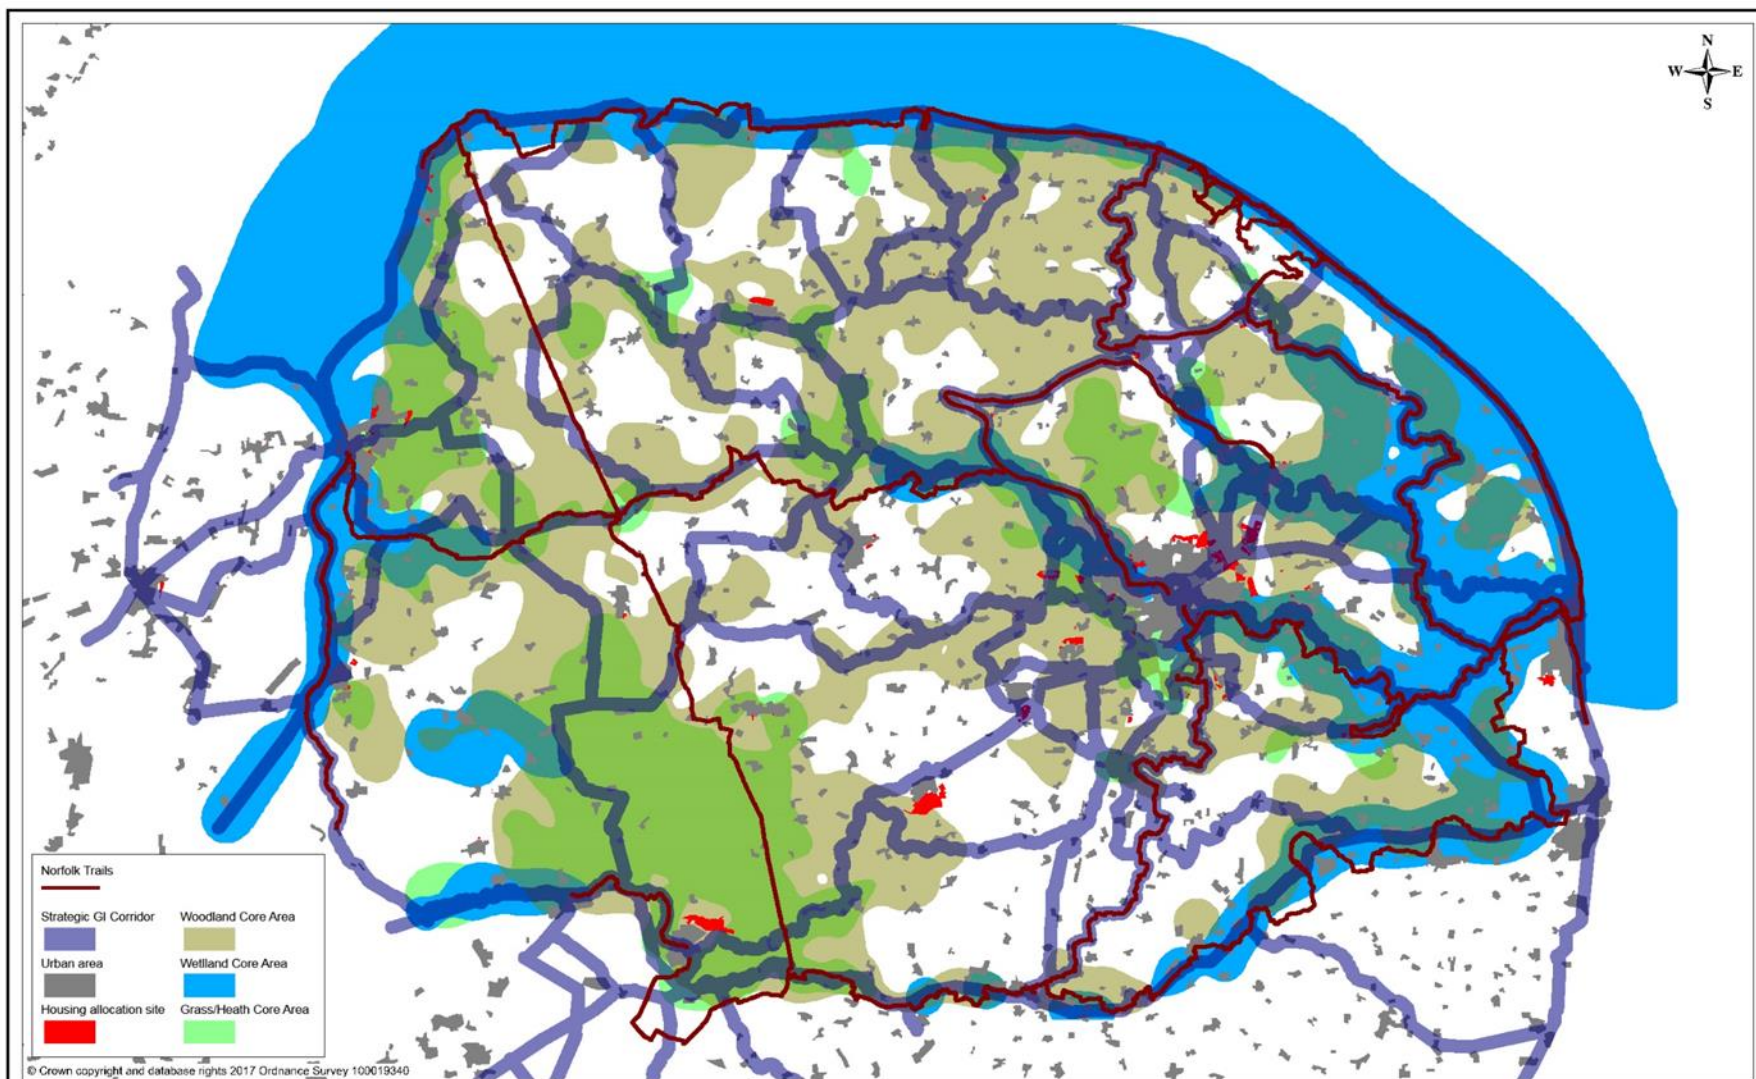 N
W E
S
Norfolk Trails
Strategic GI Corridor Woodland Core Area
Urban area Wetlland Core Area
Housing allocation site Grass/Heath Core Area
© Crown copyright and database rights 2017 Ordnance Survey 100019340